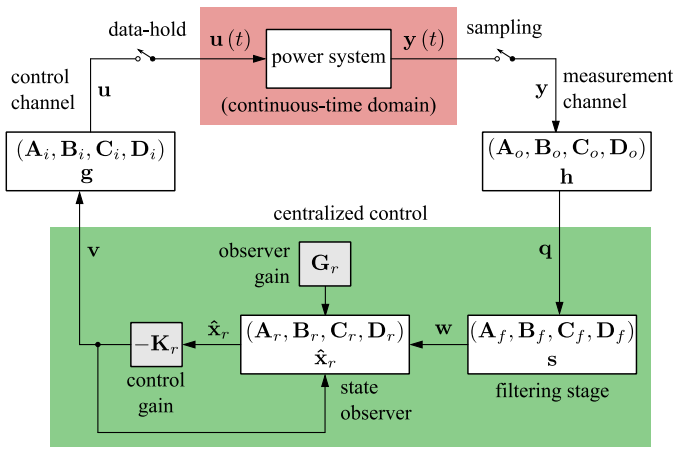 data-hold
u (t)
power system
y (t)
sampling
(continuous-time domain)
control
channel
u
y
measurement
channel
(A_i, B_i, C_i, D_i)
g
(A_o, B_o, C_o, D_o)
h
centralized control
v
observer
gain
G_r
q
−K_r
x̂_r
(A_r, B_r, C_r, D_r)
x̂_r
w
(A_f, B_f, C_f, D_f)
s
control
gain
state
observer
filtering stage